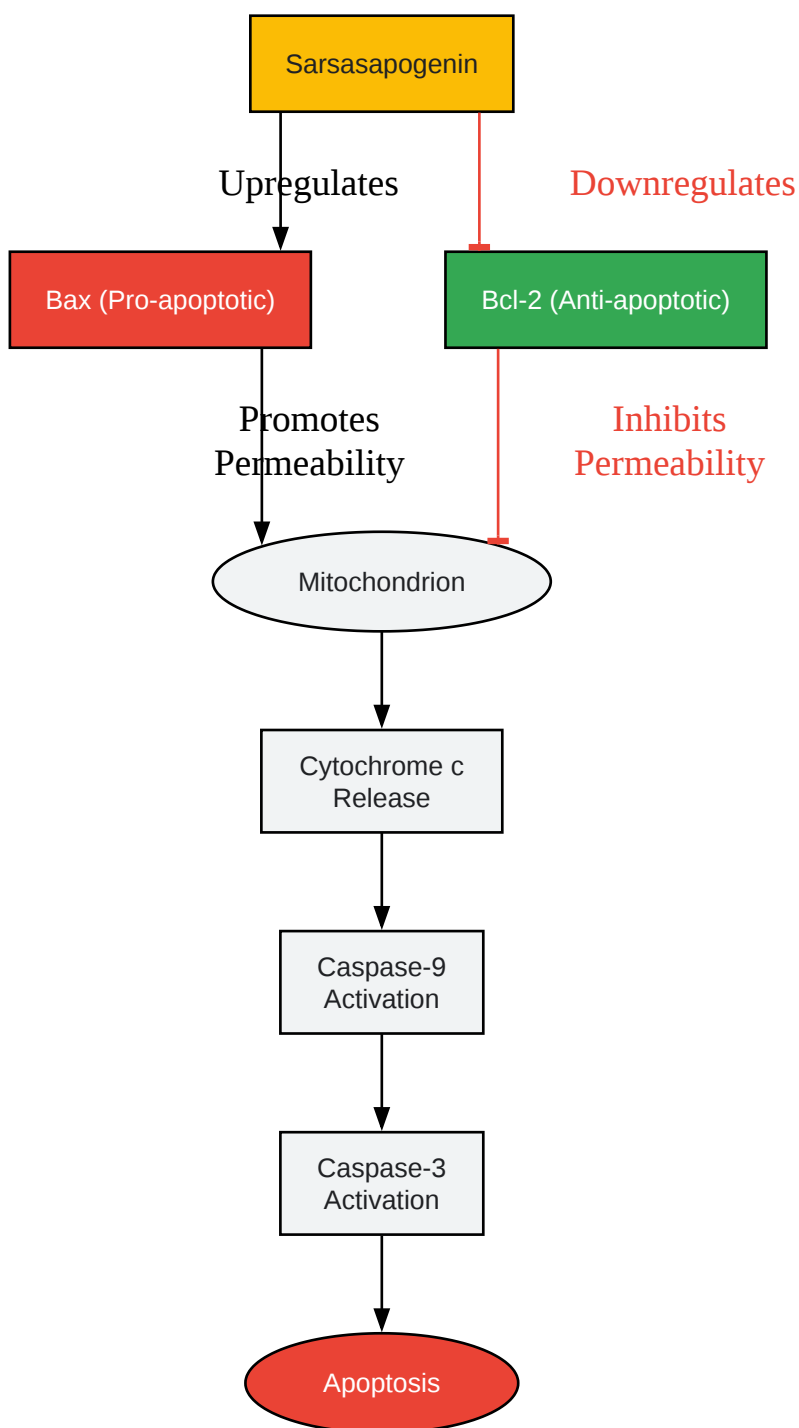 Sarsasapogenin
Upregulates
Downregulates
Bax (Pro-apoptotic)
Bcl-2 (Anti-apoptotic)
Promotes
Permeability
Inhibits
Permeability
Mitochondrion
Cytochrome c
Release
Caspase-9
Activation
Caspase-3
Activation
Apoptosis